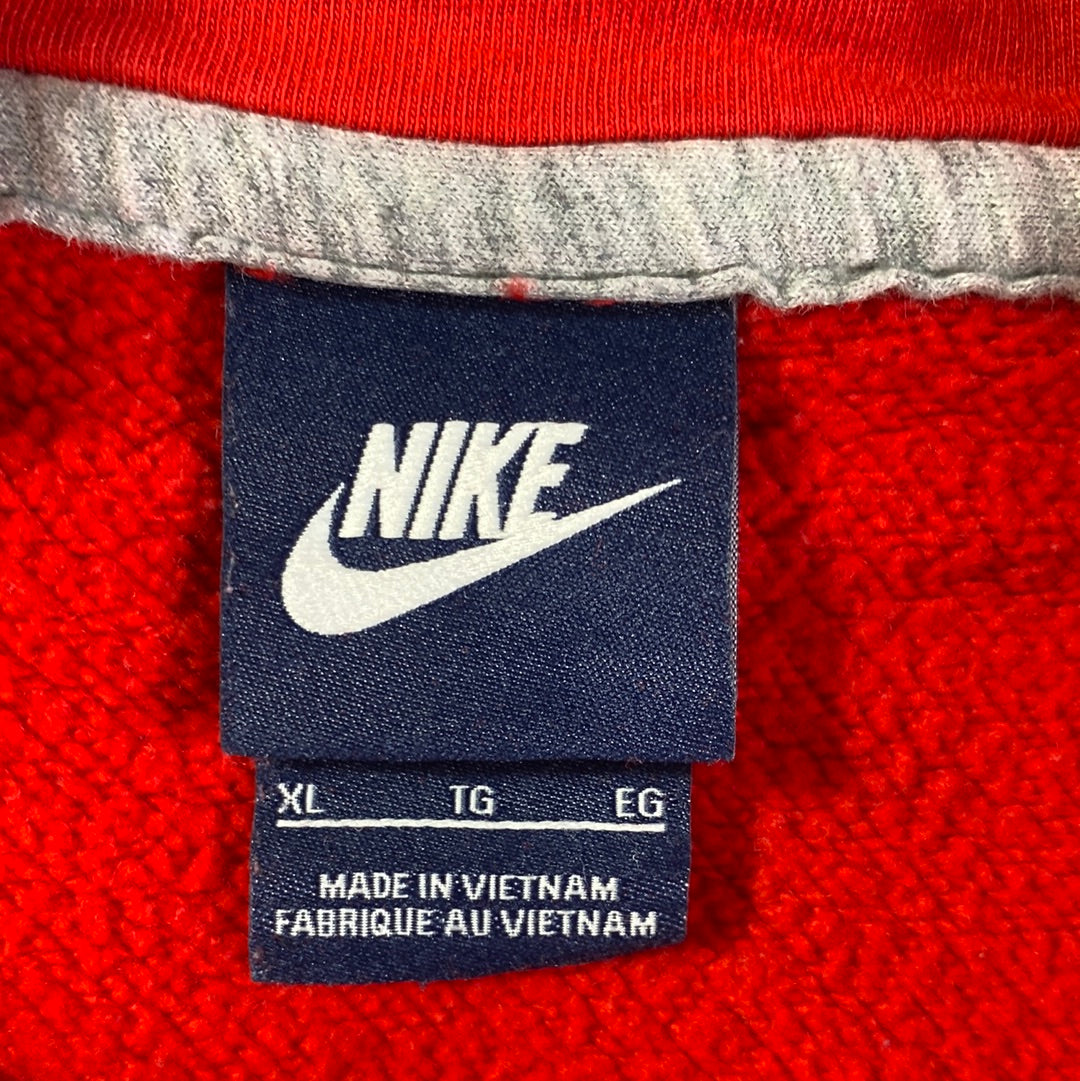 NIKE
XL TG EG
MADE IN VIETNAM
FABRIQUE AU VIETNAM